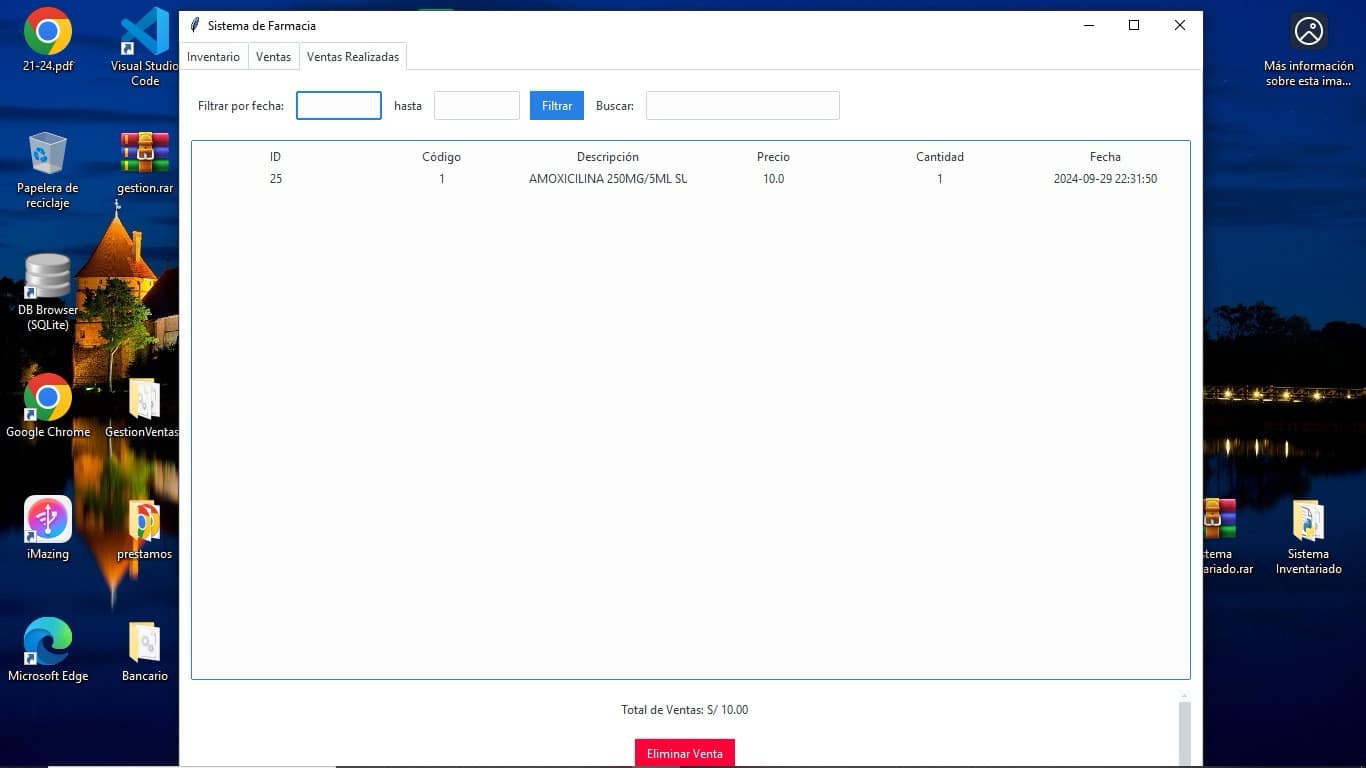 Sistema de Farmacia
Inventario Ventas Ventas Realizadas
Filtrar por fecha: hasta Filtrar Buscar:
ID Código Descripción Precio Cantidad Fecha
25 1 AMOXICILINA 250MG/5ML SU 10.0 1 2024-09-29 22:31:50
Total de Ventas: S/ 10.00
Eliminar Venta
21-24.pdf
Visual Studio
Code
Papelera de
reciclaje
gestion.rar
DB Browser
(SQLite)
Google Chrome
GestionVentas
iMazing
prestamos
Microsoft Edge
Bancario
Más información
sobre esta ima...
stema
ariado.rar
Sistema
Inventariado